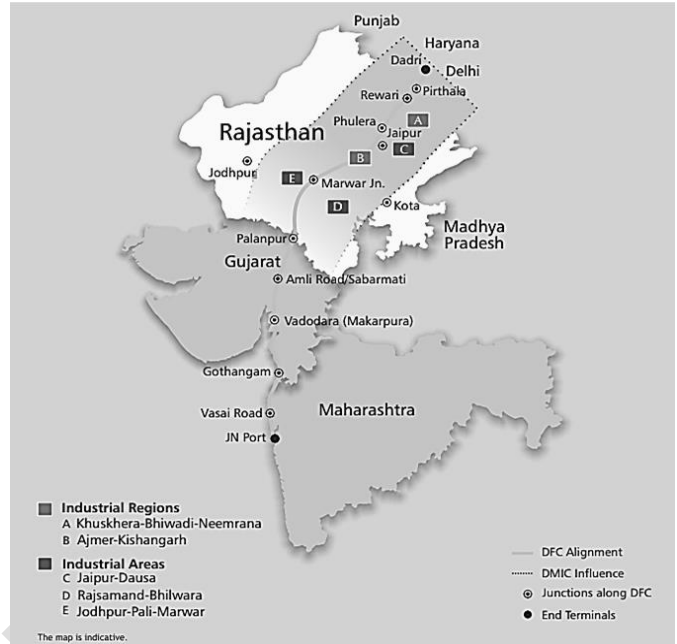 Punjab
Haryana
Dadri
Delhi
Rewari
Pirthala
Phulera
A
Jaipur
Rajasthan
B
C
Jodhpur
E
Marwar Jn.
D
Kota
Madhya
Pradesh
Palanpur
Gujarat
Amli Road/Sabarmati
Vadodara (Makarpura)
Gothangam
Maharashtra
Vasai Road
JN Port
Industrial Regions
A Khuskhera-Bhiwadi-Neemrana
B Ajmer-Kishangarh
Industrial Areas
C Jaipur-Dausa
D Rajsamand-Bhilwara
E Jodhpur-Pali-Marwar
DFC Alignment
DMIC Influence
Junctions along DFC
End Terminals
The map is indicative.